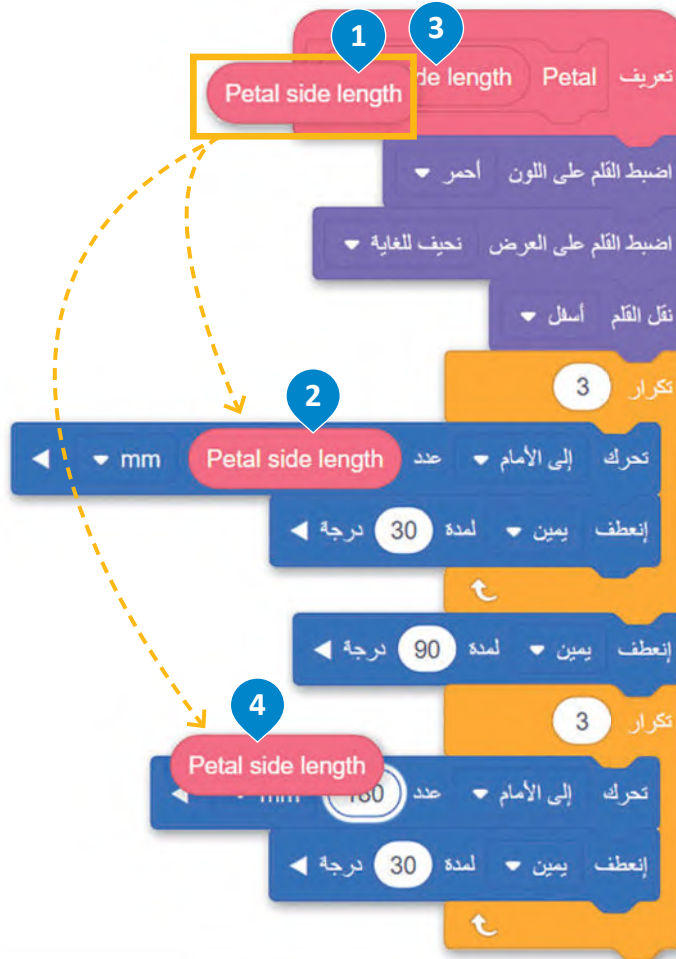 1
3
تعريف Petal de length
Petal side length
اضبط القلم على اللون أحمر
اضبط القلم على العرض نحيف للغاية
نقل القلم أسفل
تكرار 3
2
تحرك إلى الأمام عدد Petal side length mm
إنعطف يمين لمدة 30 درجة
إنعطف يمين لمدة 90 درجة
تكرار 3
4
Petal side length
تحرك إلى الأمام عدد mm
إنعطف يمين لمدة 30 درجة